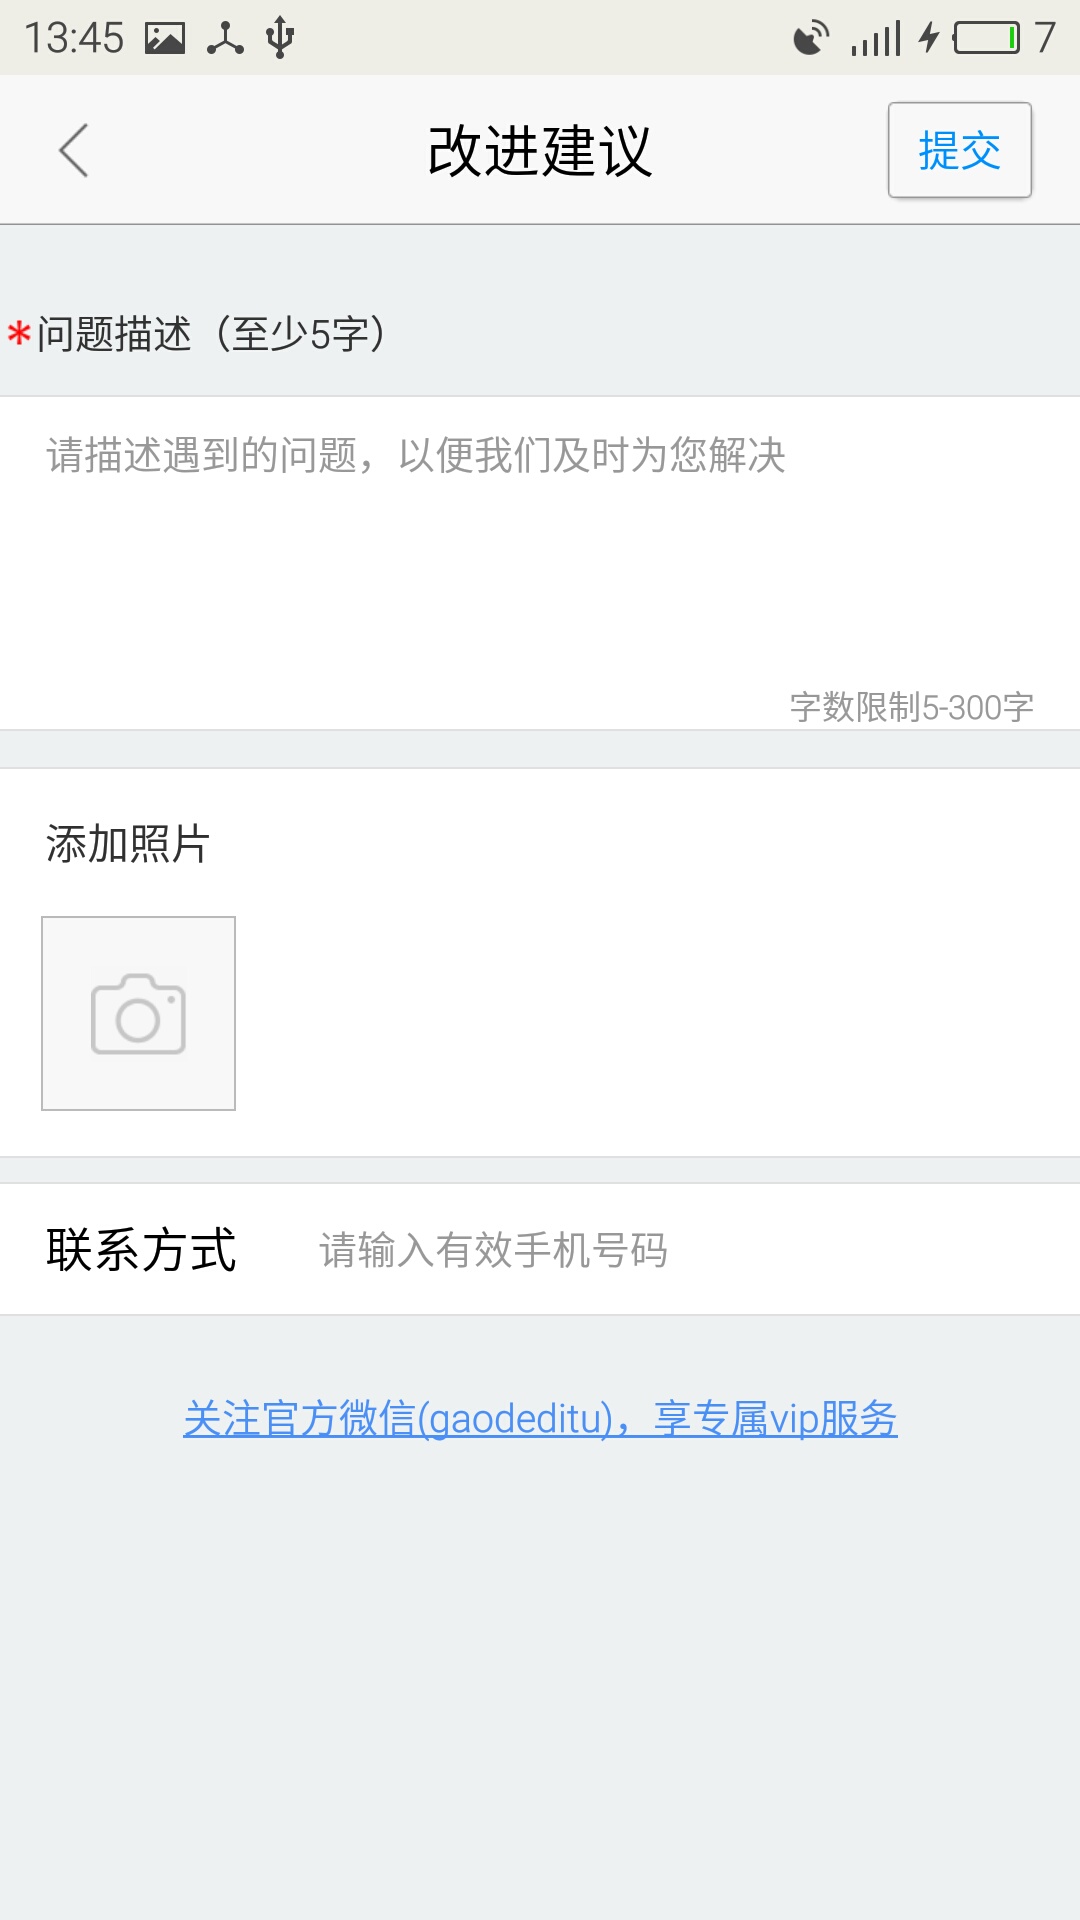 13:45
7
改进建议
提交
*问题描述（至少5字）
请描述遇到的问题，以便我们及时为您解决
字数限制5-300字
添加照片
联系方式 请输入有效手机号码
关注官方微信(gaodeditu)，享专属vip服务